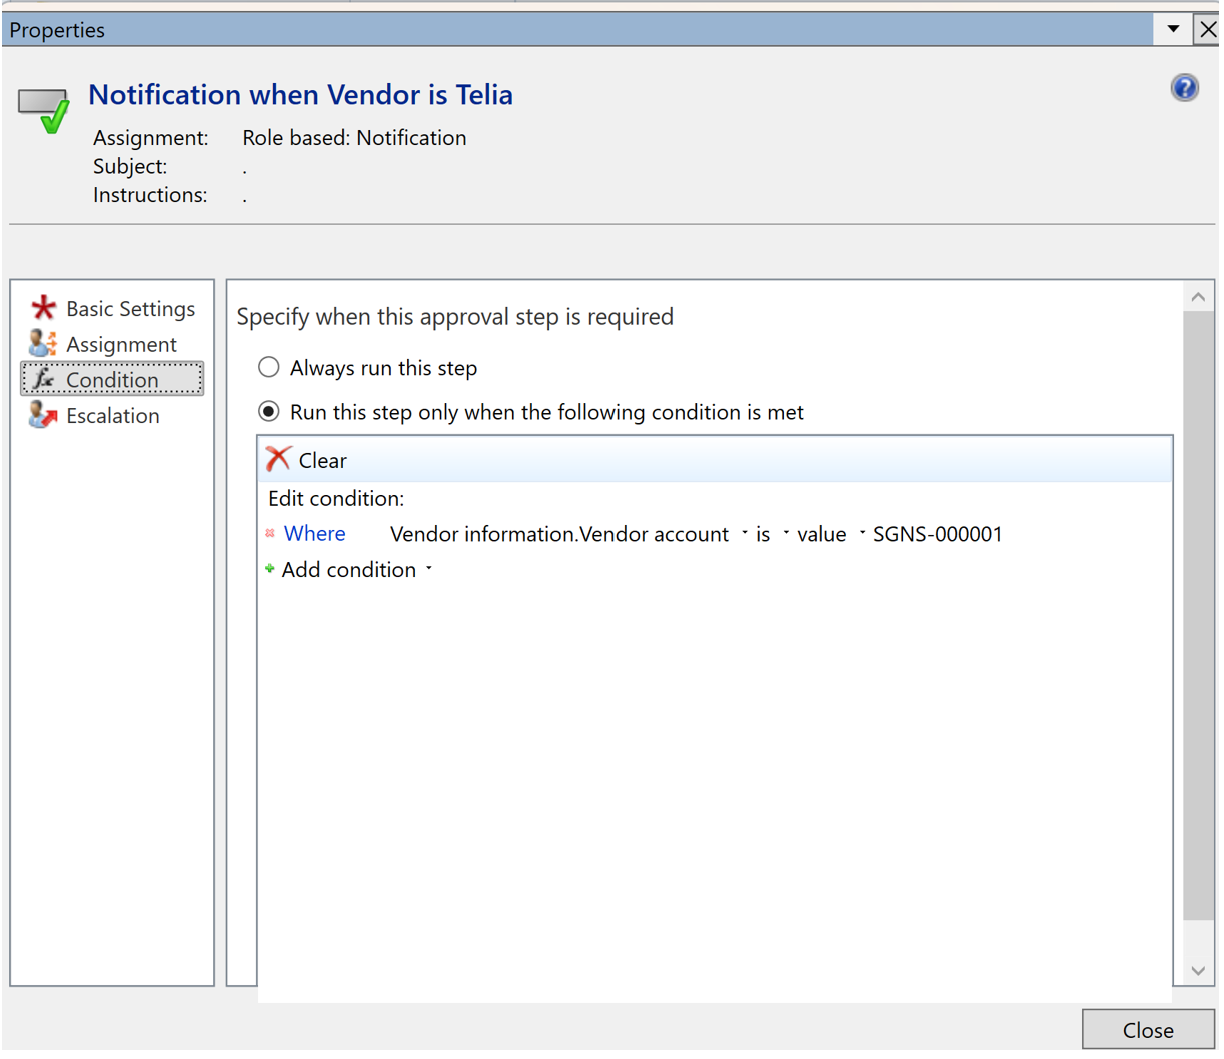 Properties
Notification when Vendor is Telia
Assignment: Role based: Notification
Subject: .
Instructions: .
Basic Settings
Assignment
Condition
Escalation
Specify when this approval step is required
Always run this step
Run this step only when the following condition is met
Clear
Edit condition:
Where Vendor information.Vendor account is value SGNS-000001
Add condition
Close